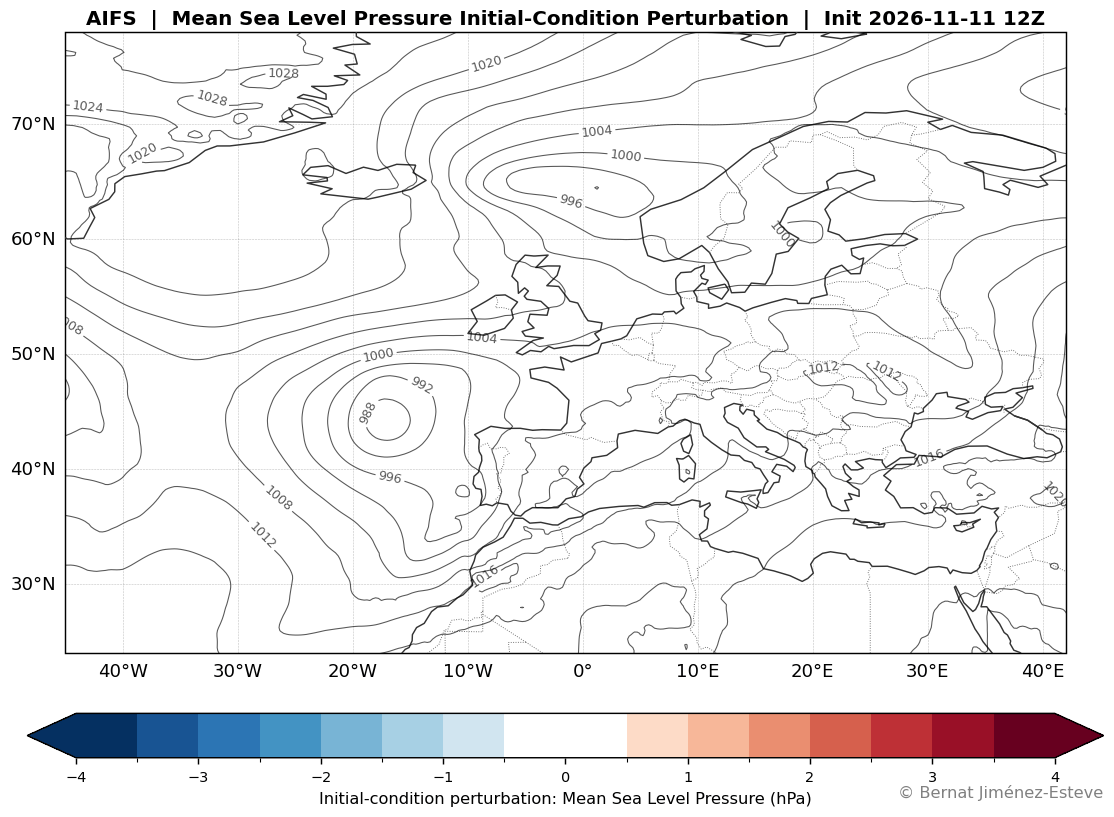 AIFS | Mean Sea Level Pressure Initial-Condition Perturbation | Init 2026-11-11 12Z
1020
1028
1028
1024
70°N
1004
1020
1000
996
60°N
1000
008
1004
50°N
1000
1012
1012
992
988
1016
40°N
996
1020
1008
1012
1016
30°N
40°W 30°W 20°W 10°W 0° 10°E 20°E 30°E 40°E
−4 −3 −2 −1 0 1 2 3 4
Initial-condition perturbation: Mean Sea Level Pressure (hPa)
© Bernat Jiménez-Esteve